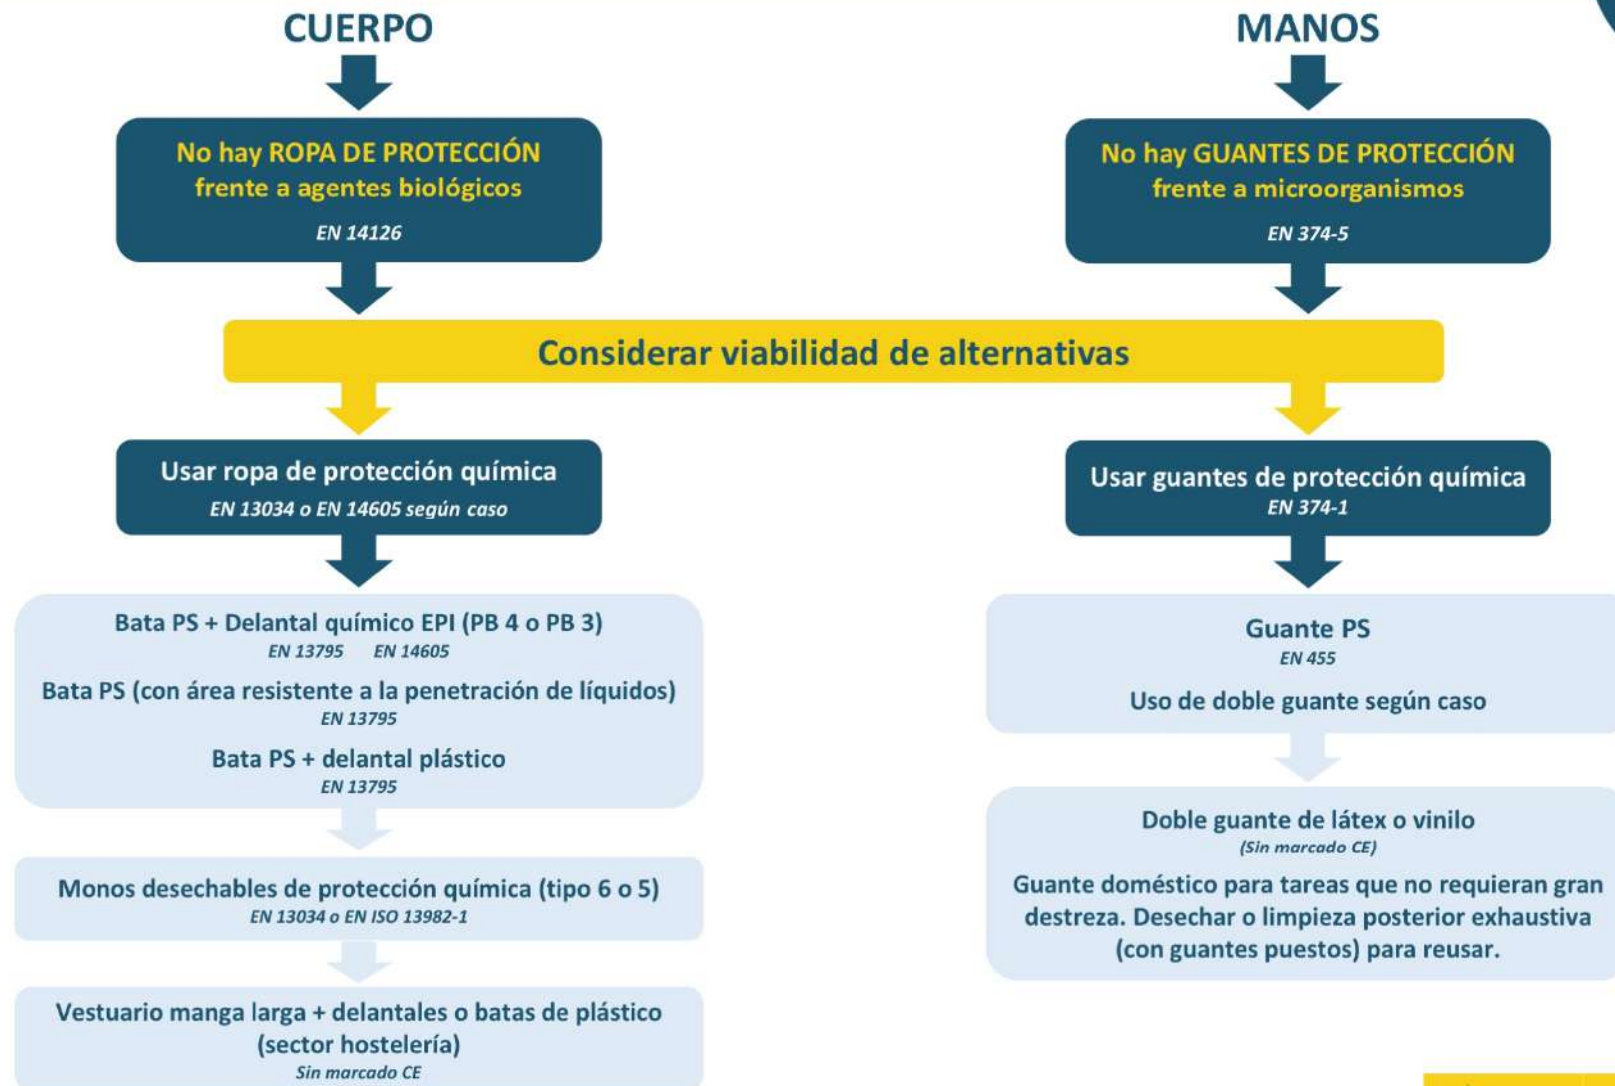 CUERPO
No hay ROPA DE PROTECCIÓN
frente a agentes biológicos
EN 14126
MANOS
No hay GUANTES DE PROTECCIÓN
frente a microorganismos
EN 374-5
Considerar viabilidad de alternativas
Usar ropa de protección química
EN 13034 o EN 14605 según caso
Bata PS + Delantal químico EPI (PB 4 o PB 3)
EN 13795 EN 14605
Bata PS (con área resistente a la penetración de líquidos)
EN 13795
Bata PS + delantal plástico
EN 13795
Monos desechables de protección química (tipo 6 o 5)
EN 13034 o EN ISO 13982-1
Vestuario manga larga + delantales o batas de plástico
(sector hostelería)
Sin marcado CE
Usar guantes de protección química
EN 374-1
Guante PS
EN 455
Uso de doble guante según caso
Doble guante de látex o vinilo
(Sin marcado CE)
Guante doméstico para tareas que no requieran gran
destreza. Desechar o limpieza posterior exhaustiva
(con guantes puestos) para reusar.